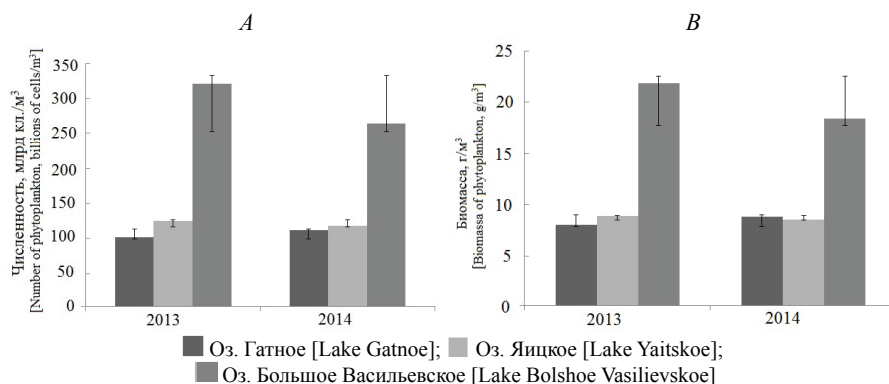 A
B
Численность, млрд кл./м³
[Number of phytoplankton, billions of cells/m³]
350
300
250
200
150
100
50
0
2013
2014
Биомасса, г/м³
[Biomassa of phytoplankton, g/m³]
25
20
15
10
5
0
2013
2014
Оз. Гатное [Lake Gatnoe]; Оз. Яицкое [Lake Yaitskoe];
Оз. Большое Васильевское [Lake Bolshoe Vasilievskoe]